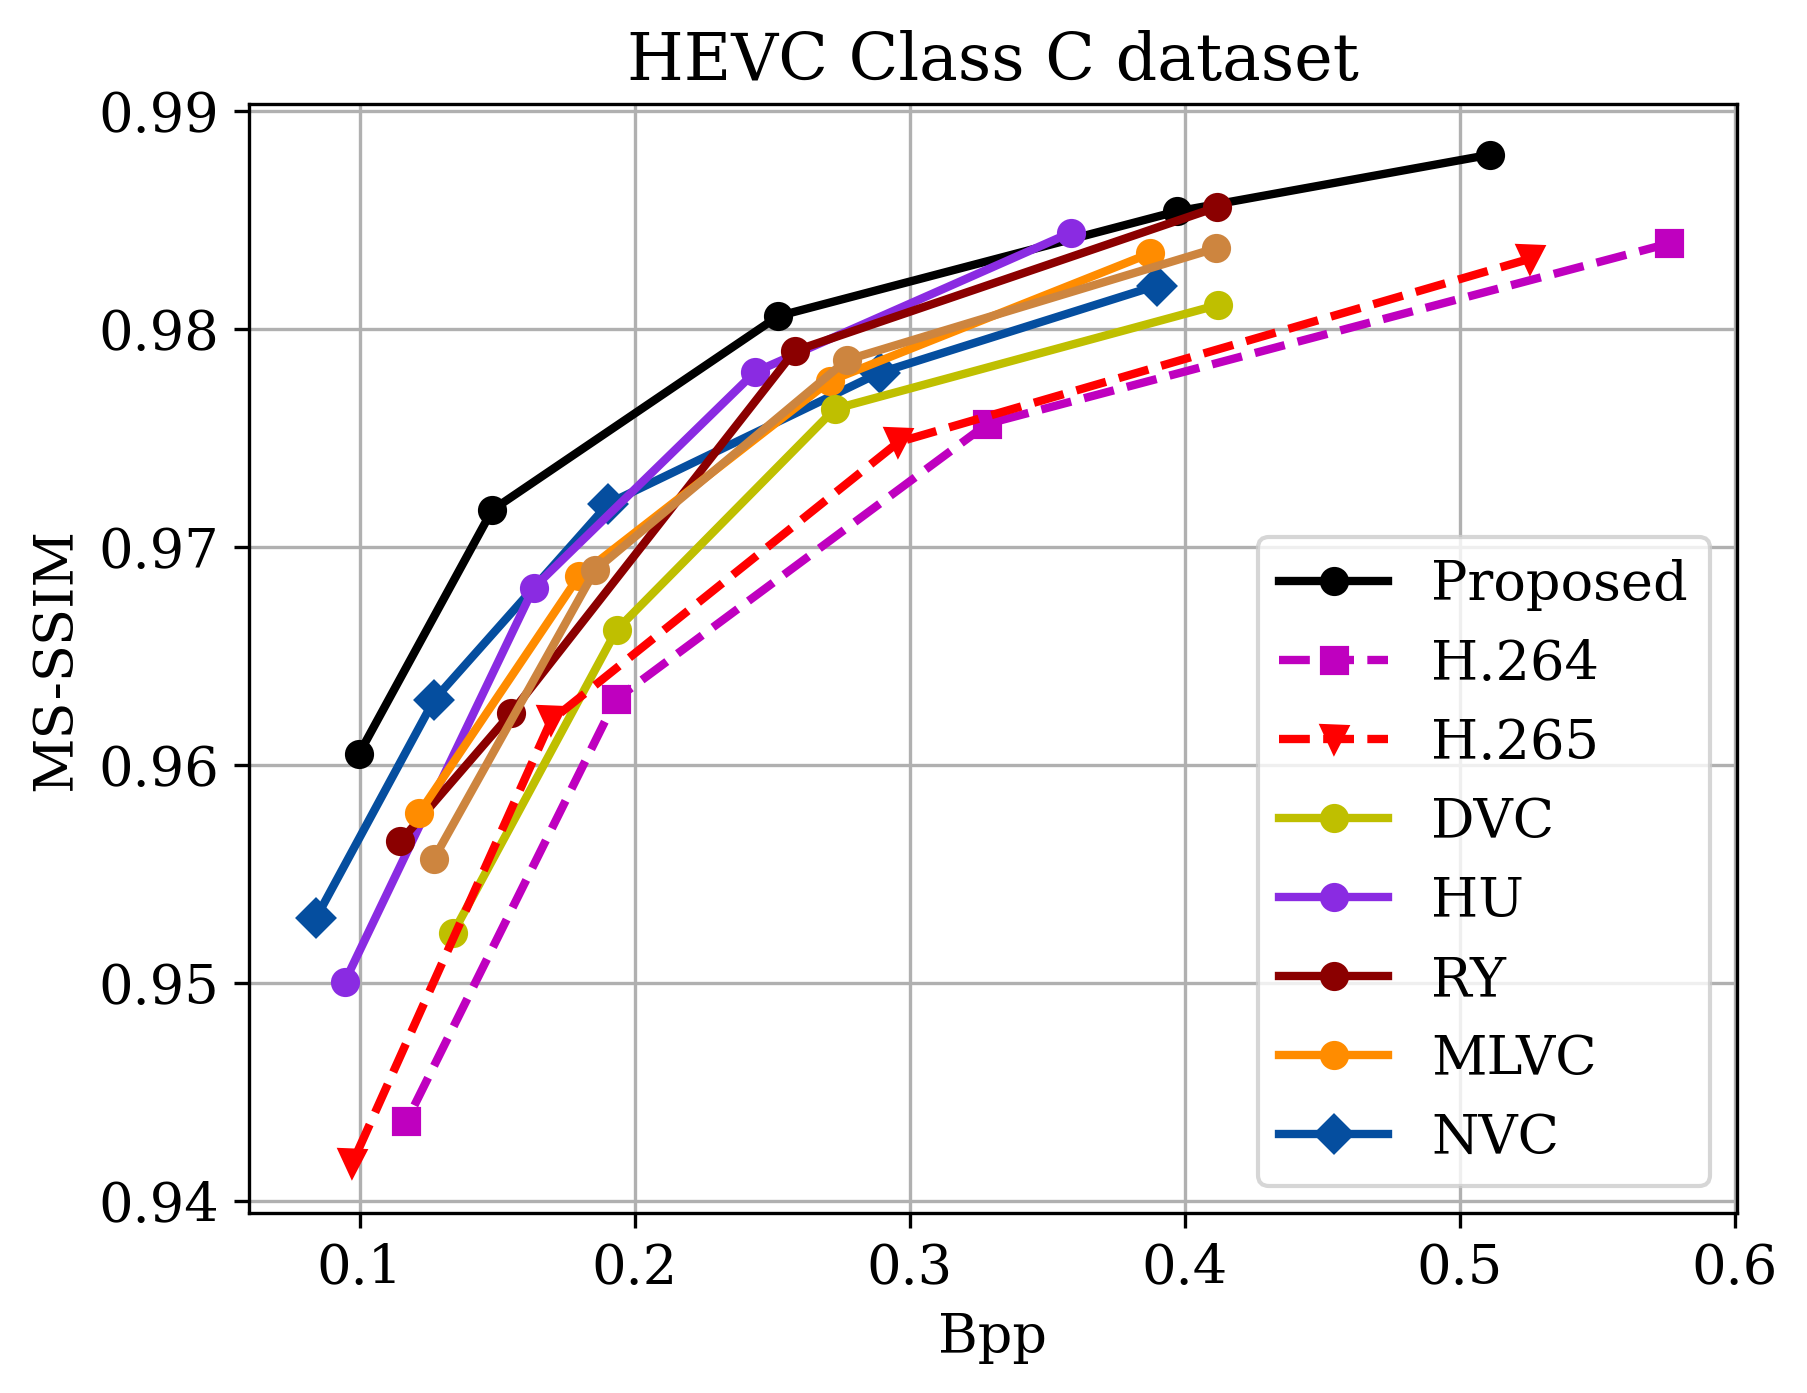 HEVC Class C dataset
0.99
0.98
0.97
0.96
0.95
0.94
MS-SSIM
0.1
0.2
0.3
0.4
0.5
0.6
Bpp
Proposed
H.264
H.265
DVC
HU
RY
MLVC
NVC